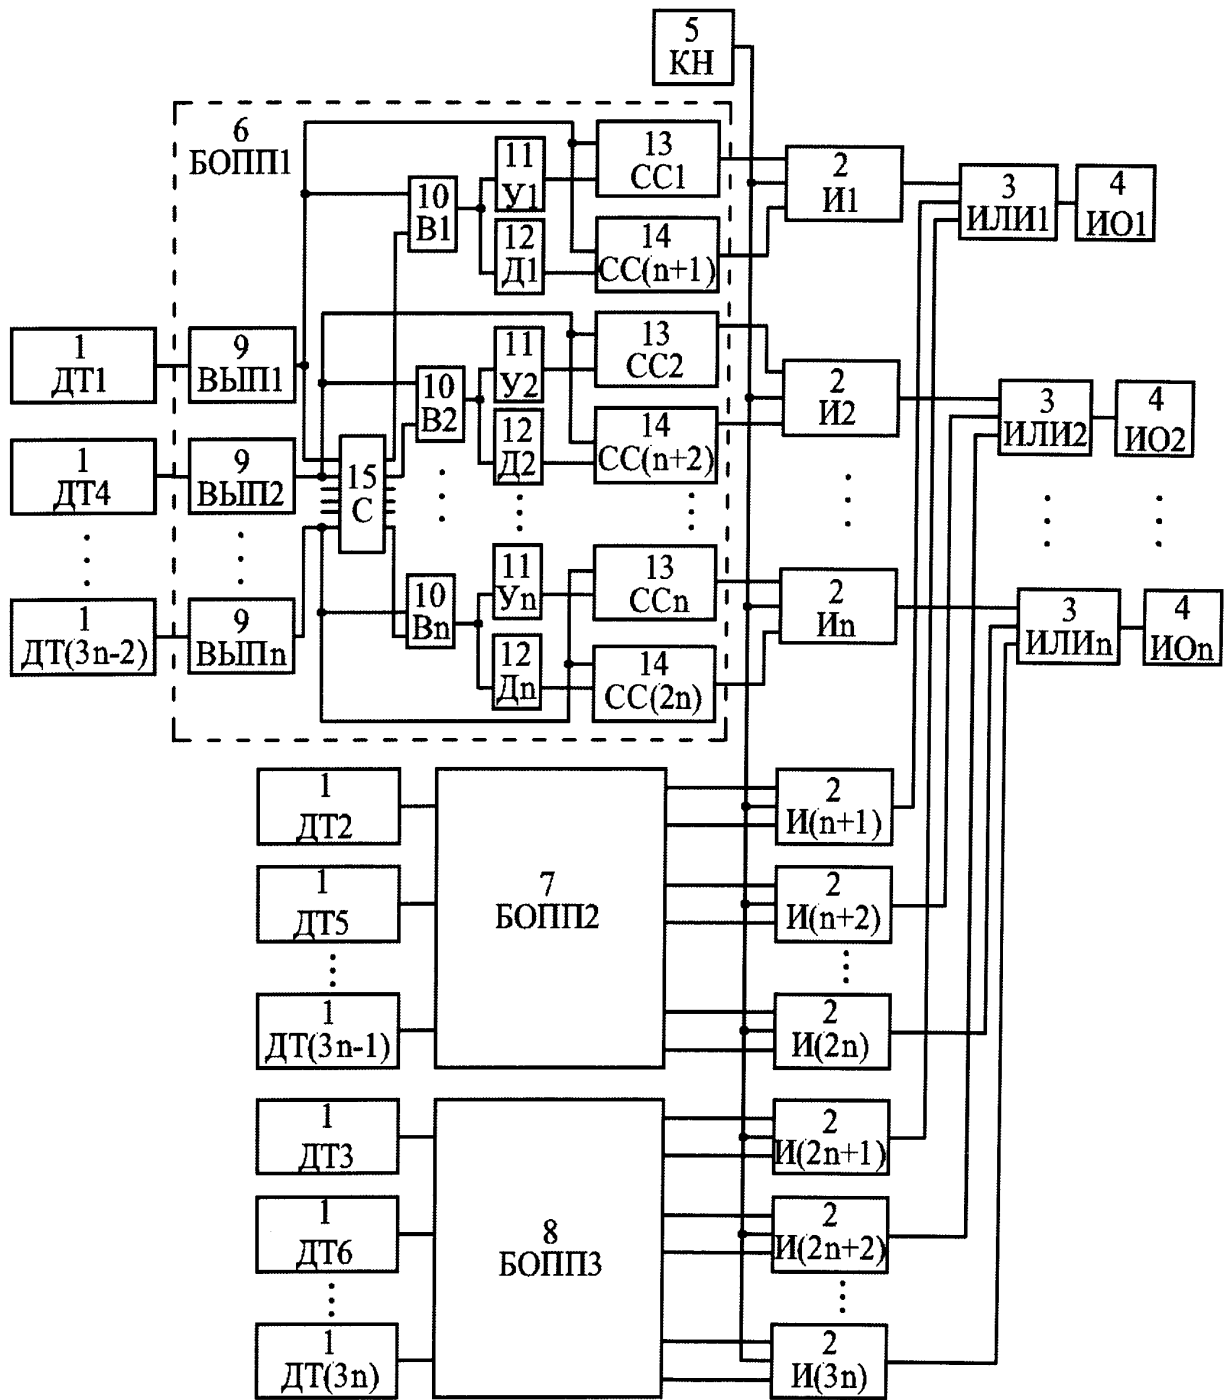 5
КН
6
БОПП1
11
У1
13
СС1
2
И1
3
ИЛИ1
4
ИО1
10
В1
12
Д1
14
СС(n+1)
1
ДТ1
9
ВЫП1
11
У2
13
СС2
10
В2
2
И2
3
ИЛИ2
4
ИО2
12
Д2
14
СС(n+2)
1
ДТ4
9
ВЫП2
15
С
1
ДТ(3n-2)
9
ВЫПn
10
Вn
11
Уn
13
ССn
2
Иn
3
ИЛИn
4
ИОn
12
Дn
14
СС(2n)
1
ДТ2
7
БОПП2
2
И(n+1)
1
ДТ5
2
И(n+2)
1
ДТ(3n-1)
2
И(2n)
1
ДТ3
8
БОПП3
2
И(2n+1)
1
ДТ6
2
И(2n+2)
1
ДТ(3n)
2
И(3n)